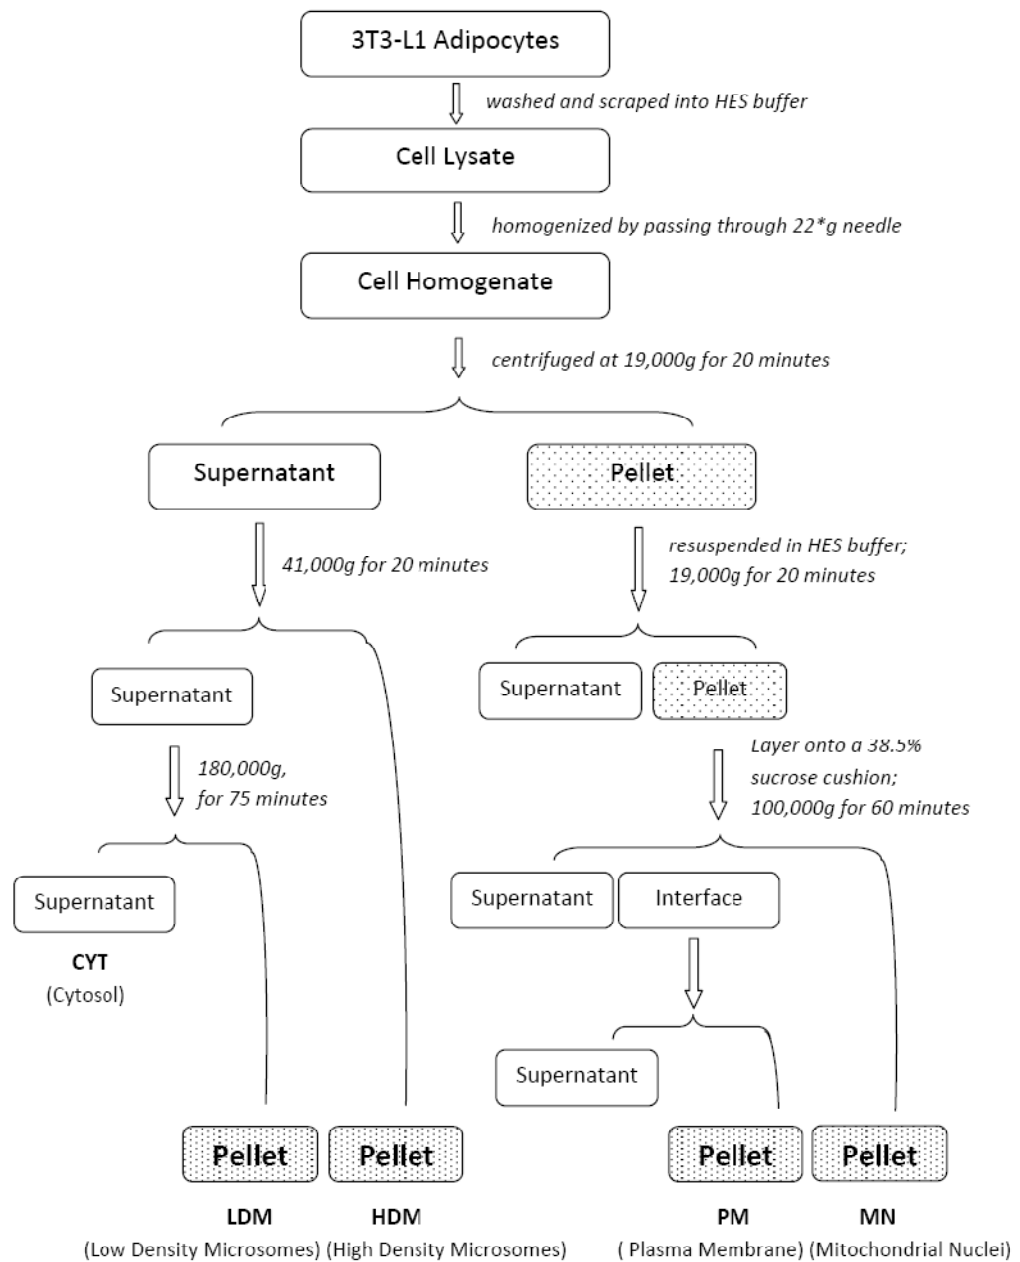 3T3-L1 Adipocytes
washed and scraped into HES buffer
Cell Lysate
homogenized by passing through 22*g needle
Cell Homogenate
centrifuged at 19,000g for 20 minutes
Supernatant
Pellet
41,000g for 20 minutes
resuspended in HES buffer;
19,000g for 20 minutes
Supernatant
Supernatant
Pellet
180,000g,
for 75 minutes
Layer onto a 38.5%
sucrose cushion;
100,000g for 60 minutes
Supernatant
CYT
(Cytosol)
Supernatant
Interface
Supernatant
Pellet
Pellet
Pellet
Pellet
LDM
HDM
PM
MN
(Low Density Microsomes)
(High Density Microsomes)
( Plasma Membrane)
(Mitochondrial Nuclei)